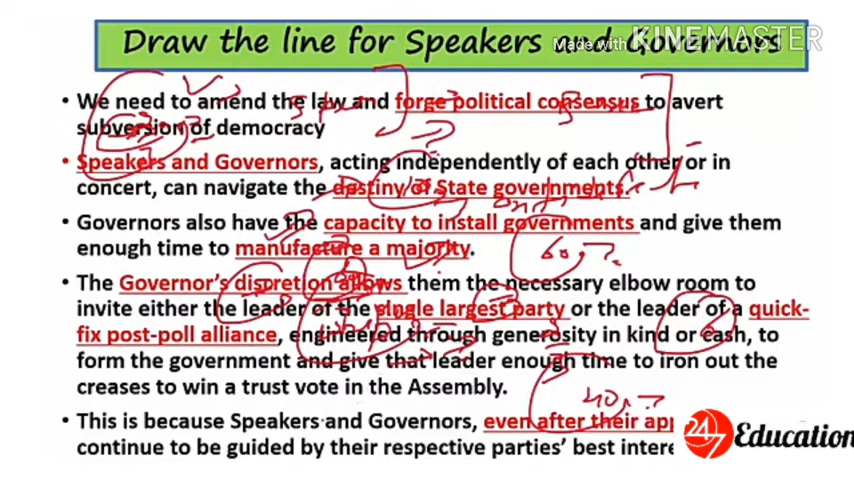 Draw the line for Speakers and Governors
Made with KINEMASTER
• We need to amend the law and forge political consensus to avert
subversion of democracy
• Speakers and Governors, acting independently of each other or in
concert, can navigate the destiny of State governments.
• Governors also have the capacity to install governments and give them
enough time to manufacture a majority.
• The Governor's discretion allows them the necessary elbow room to
invite either the leader of the single largest party or the leader of a quick-
fix post-poll alliance, engineered through generosity in kind or cash, to
form the government and give that leader enough time to iron out the
creases to win a trust vote in the Assembly.
• This is because Speakers and Governors, even after their app
continue to be guided by their respective parties' best intere
24/7 Education